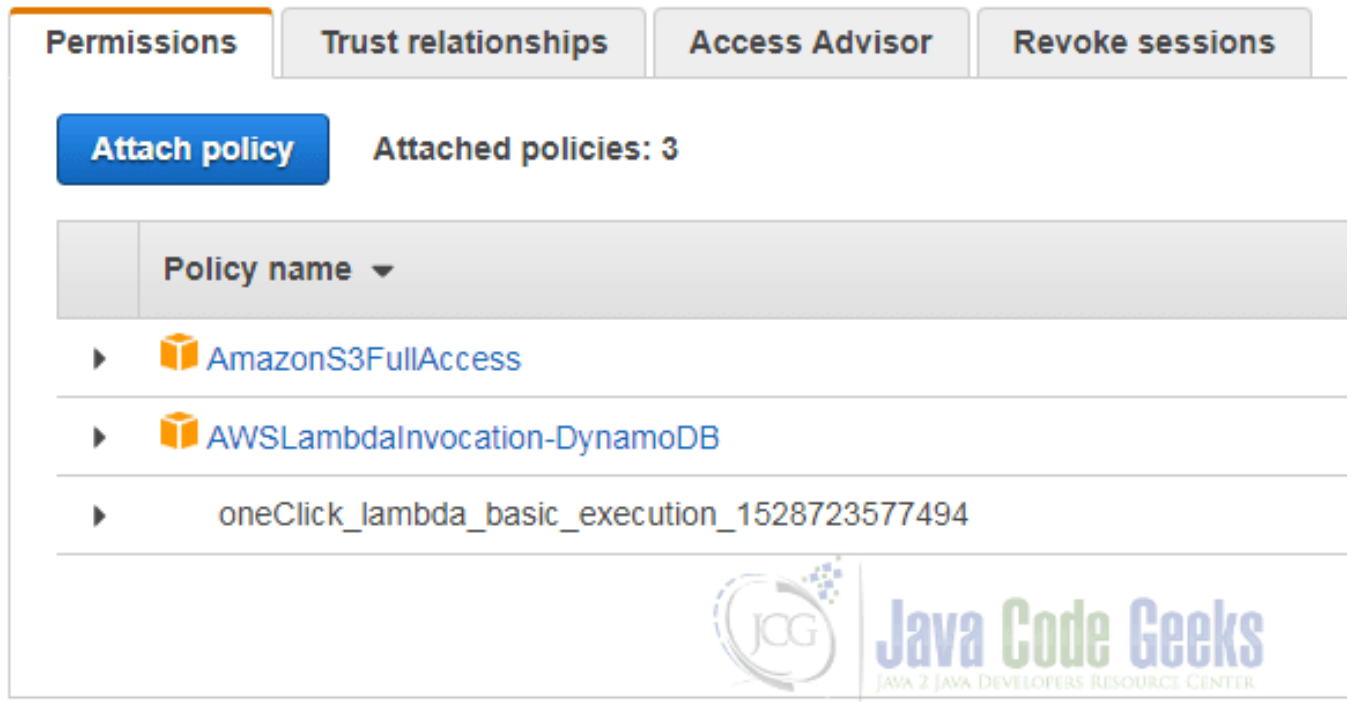 Permissions Trust relationships Access Advisor Revoke sessions
Attach policy Attached policies: 3
Policy name
AmazonS3FullAccess
AWSLambdaInvocation-DynamoDB
oneClick_lambda_basic_execution_1528723577494
JCG Java Code Geeks
JAVA 2 JAVA DEVELOPERS RESOURCE CENTER